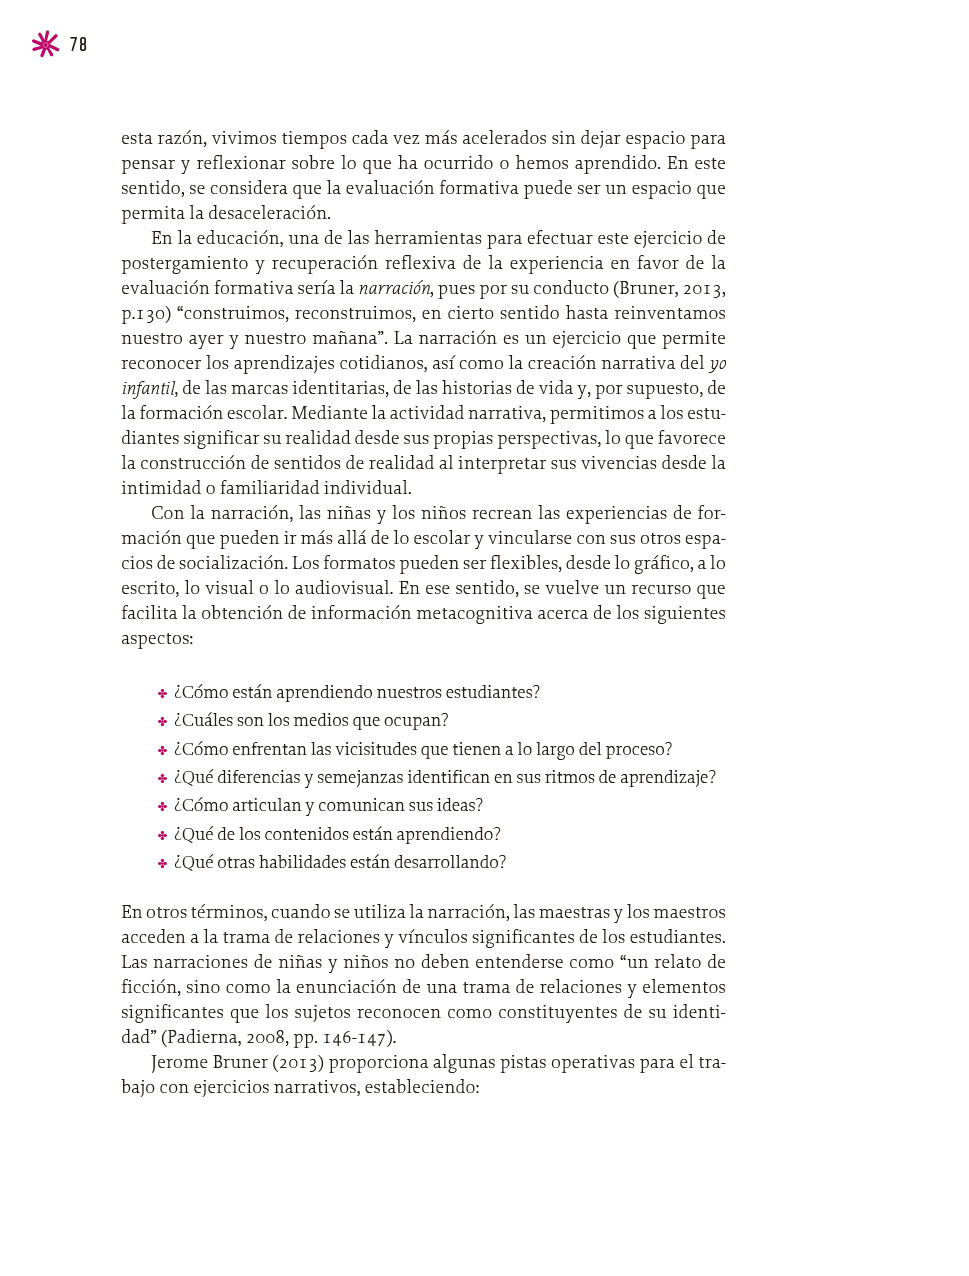 78
esta razón, vivimos tiempos cada vez más acelerados sin dejar espacio para
pensar y reflexionar sobre lo que ha ocurrido o hemos aprendido. En este
sentido, se considera que la evaluación formativa puede ser un espacio que
permita la desaceleración.
En la educación, una de las herramientas para efectuar este ejercicio de
postergamiento y recuperación reflexiva de la experiencia en favor de la
evaluación formativa sería la narración, pues por su conducto (Bruner, 2013,
p.130) “construimos, reconstruimos, en cierto sentido hasta reinventamos
nuestro ayer y nuestro mañana”. La narración es un ejercicio que permite
reconocer los aprendizajes cotidianos, así como la creación narrativa del yo
infantil, de las marcas identitarias, de las historias de vida y, por supuesto, de
la formación escolar. Mediante la actividad narrativa, permitimos a los estu-
diantes significar su realidad desde sus propias perspectivas, lo que favorece
la construcción de sentidos de realidad al interpretar sus vivencias desde la
intimidad o familiaridad individual.
Con la narración, las niñas y los niños recrean las experiencias de for-
mación que pueden ir más allá de lo escolar y vincularse con sus otros espa-
cios de socialización. Los formatos pueden ser flexibles, desde lo gráfico, a lo
escrito, lo visual o lo audiovisual. En ese sentido, se vuelve un recurso que
facilita la obtención de información metacognitiva acerca de los siguientes
aspectos:
✤ ¿Cómo están aprendiendo nuestros estudiantes?
✤ ¿Cuáles son los medios que ocupan?
✤ ¿Cómo enfrentan las vicisitudes que tienen a lo largo del proceso?
✤ ¿Qué diferencias y semejanzas identifican en sus ritmos de aprendizaje?
✤ ¿Cómo articulan y comunican sus ideas?
✤ ¿Qué de los contenidos están aprendiendo?
✤ ¿Qué otras habilidades están desarrollando?
En otros términos, cuando se utiliza la narración, las maestras y los maestros
acceden a la trama de relaciones y vínculos significantes de los estudiantes.
Las narraciones de niñas y niños no deben entenderse como “un relato de
ficción, sino como la enunciación de una trama de relaciones y elementos
significantes que los sujetos reconocen como constituyentes de su identi-
dad” (Padierna, 2008, pp. 146-147).
Jerome Bruner (2013) proporciona algunas pistas operativas para el tra-
bajo con ejercicios narrativos, estableciendo: